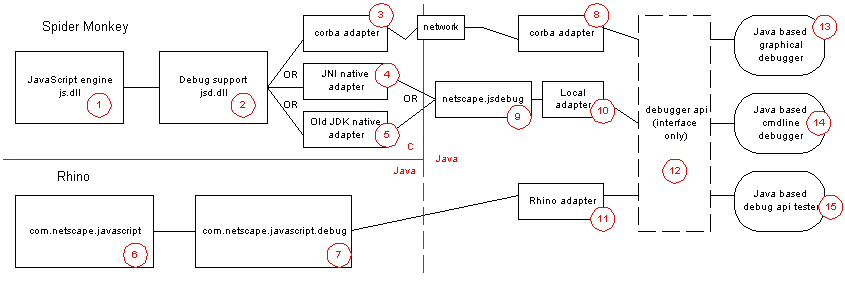 Spider Monkey
JavaScript engine
js.dll
1
Debug support
jsd.dll
2
OR
OR
3
corba adapter
JNI native
adapter
4
Old JDK native
adapter
5
OR
C
Java
Java
network
corba adapter
8
netscape.jsdebug
9
Local
adapter
10
debugger api
(interface
only)
12
Java based
graphical
debugger
13
Java based
cmdline
debugger
14
Java based
debug api tester
15
Rhino
com.netscape.javascript
6
com.netscape.javascript.debug
7
Rhino adapter
11